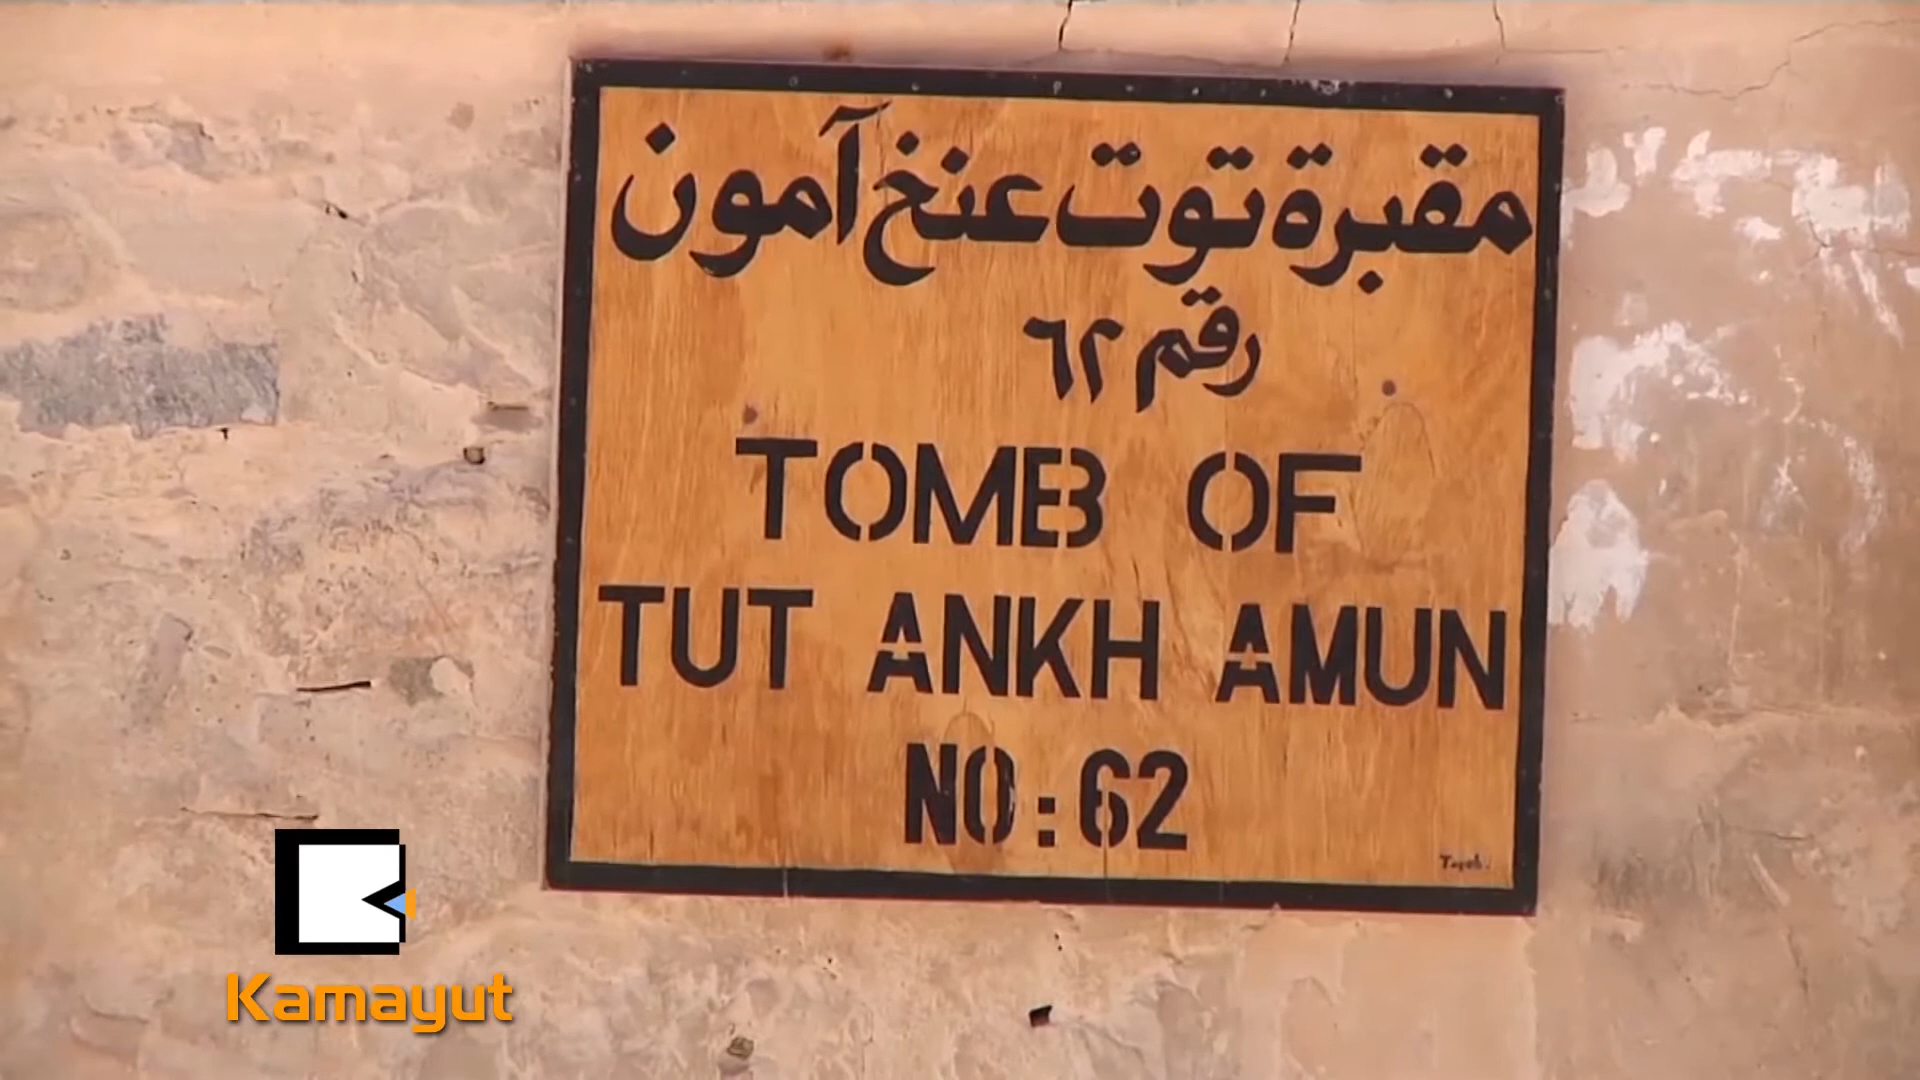 مقبرة توت عنخ آمون
رقم ٦٢
TOMB OF
TUT ANKH AMUN
NO: 62
Kamayut